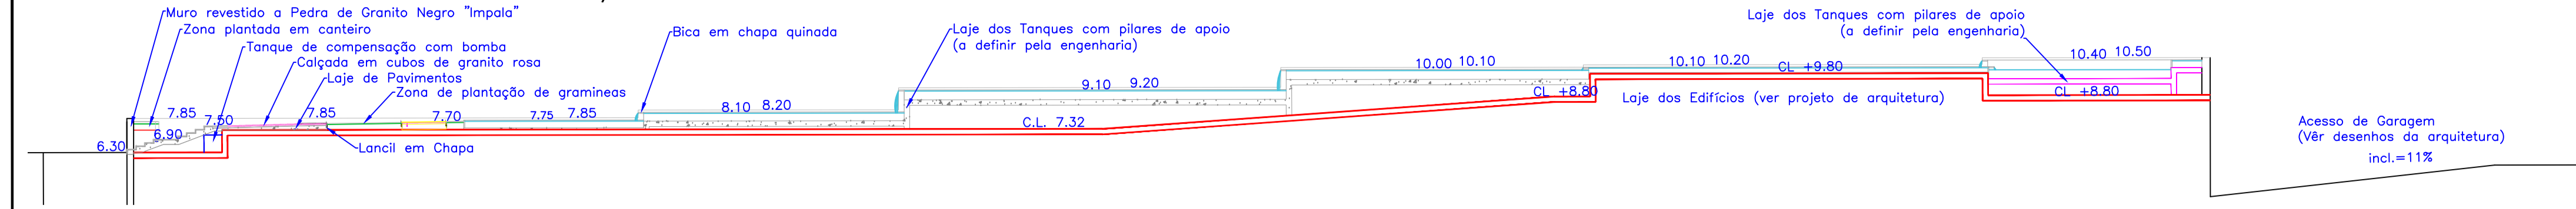 Muro revestido a Pedra de Granito Negro "Impala"
Zona plantada em canteiro
Tanque de compensação com bomba
Calçada em cubos de granito rosa
Laje de Pavimentos
Zona de plantação de gramineas
Lancil em Chapa
Bica em chapa quinada
Laje dos Tanques com pilares de apoio
(a definir pela engenharia)
Laje dos Tanques com pilares de apoio
(a definir pela engenharia)
6.30
6.90
7.85
7.50
7.85
7.70
7.75 7.85
8.10 8.20
9.10 9.20
C.L. 7.32
10.00 10.10
CL +8.80
10.10 10.20
CL +9.80
Laje dos Edifícios (ver projeto de arquitetura)
10.40 10.50
CL +8.80
Acesso de Garagem
(Vêr desenhos da arquitetura)
incl.=11%